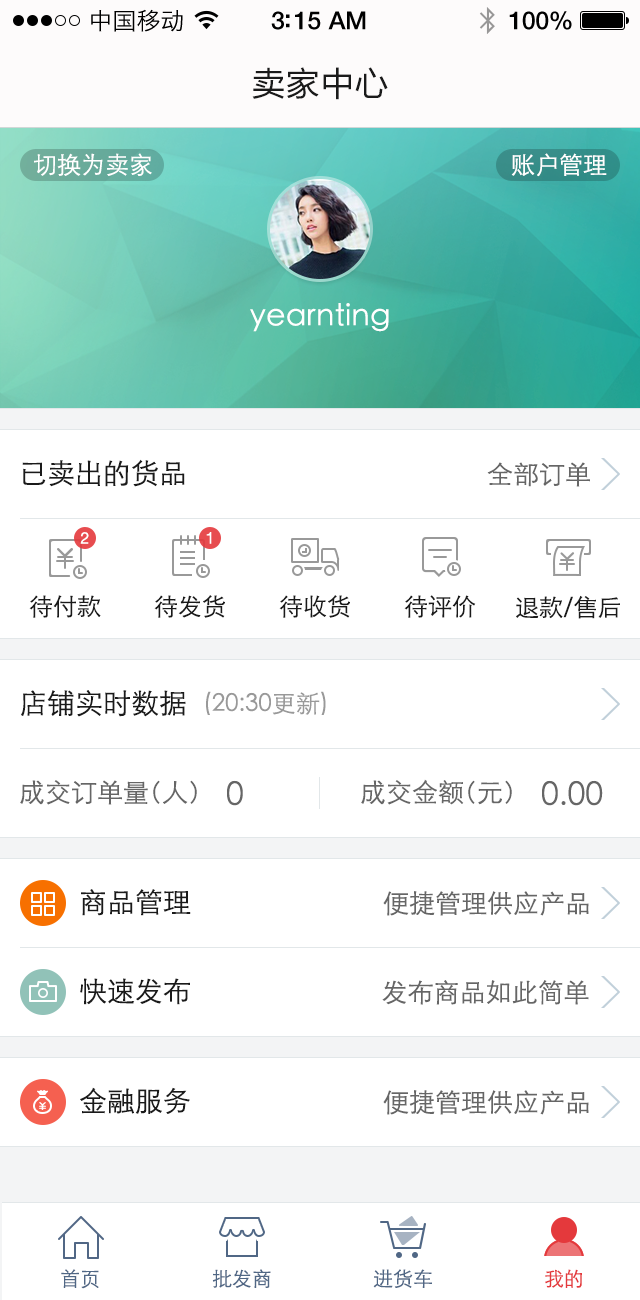 中国移动 3:15 AM 100%
卖家中心
切换为卖家 账户管理
yearnting
已卖出的货品 全部订单
2 1
待付款 待发货 待收货 待评价 退款/售后
店铺实时数据 (20:30更新)
成交订单量(人) 0 成交金额(元) 0.00
商品管理 便捷管理供应产品
快速发布 发布商品如此简单
金融服务 便捷管理供应产品
首页 批发商 进货车 我的